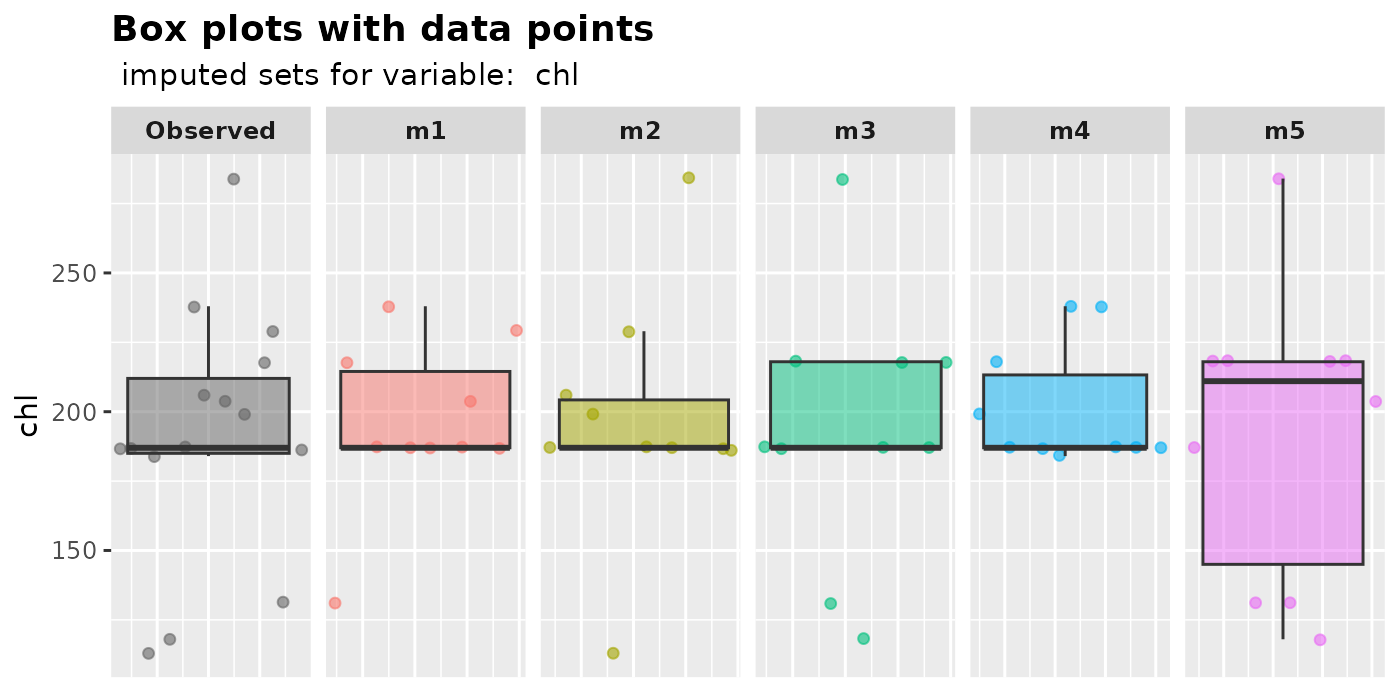 Box plots with data points
imputed sets for variable:  chl
Observed m1 m2 m3 m4 m5
chl
250
200
150